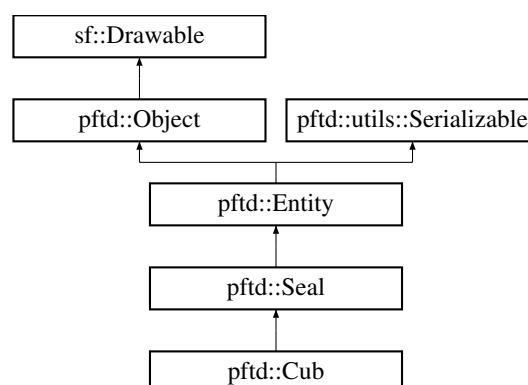 sf::Drawable
pftd::Object
pftd::utils::Serializable
pftd::Entity
pftd::Seal
pftd::Cub